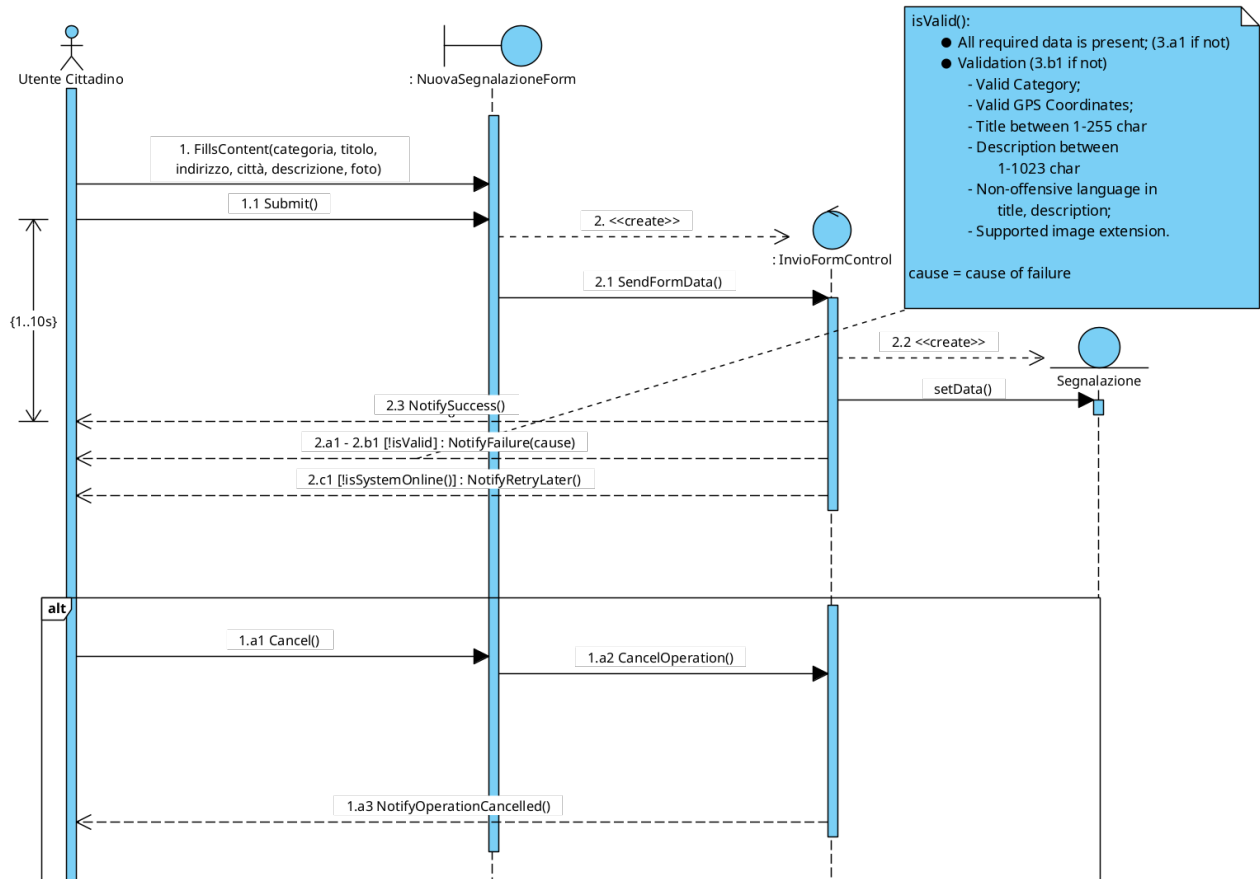 Utente Cittadino
: NuovaSegnalazioneForm
isValid():
● All required data is present; (3.a1 if not)
● Validation (3.b1 if not)
- Valid Category;
- Valid GPS Coordinates;
- Title between 1-255 char
- Description between
1-1023 char
- Non-offensive language in
title, description;
- Supported image extension.
cause = cause of failure
1. FillsContent(categoria, titolo,
indirizzo, città, descrizione, foto)
1.1 Submit()
2. <<create>>
: InvioFormControl
2.1 SendFormData()
{1..10s}
2.2 <<create>>
Segnalazione
setData()
2.3 NotifySuccess()
2.a1 - 2.b1 [!isValid] : NotifyFailure(cause)
2.c1 [!isSystemOnline()] : NotifyRetryLater()
alt
1.a1 Cancel()
1.a2 CancelOperation()
1.a3 NotifyOperationCancelled()